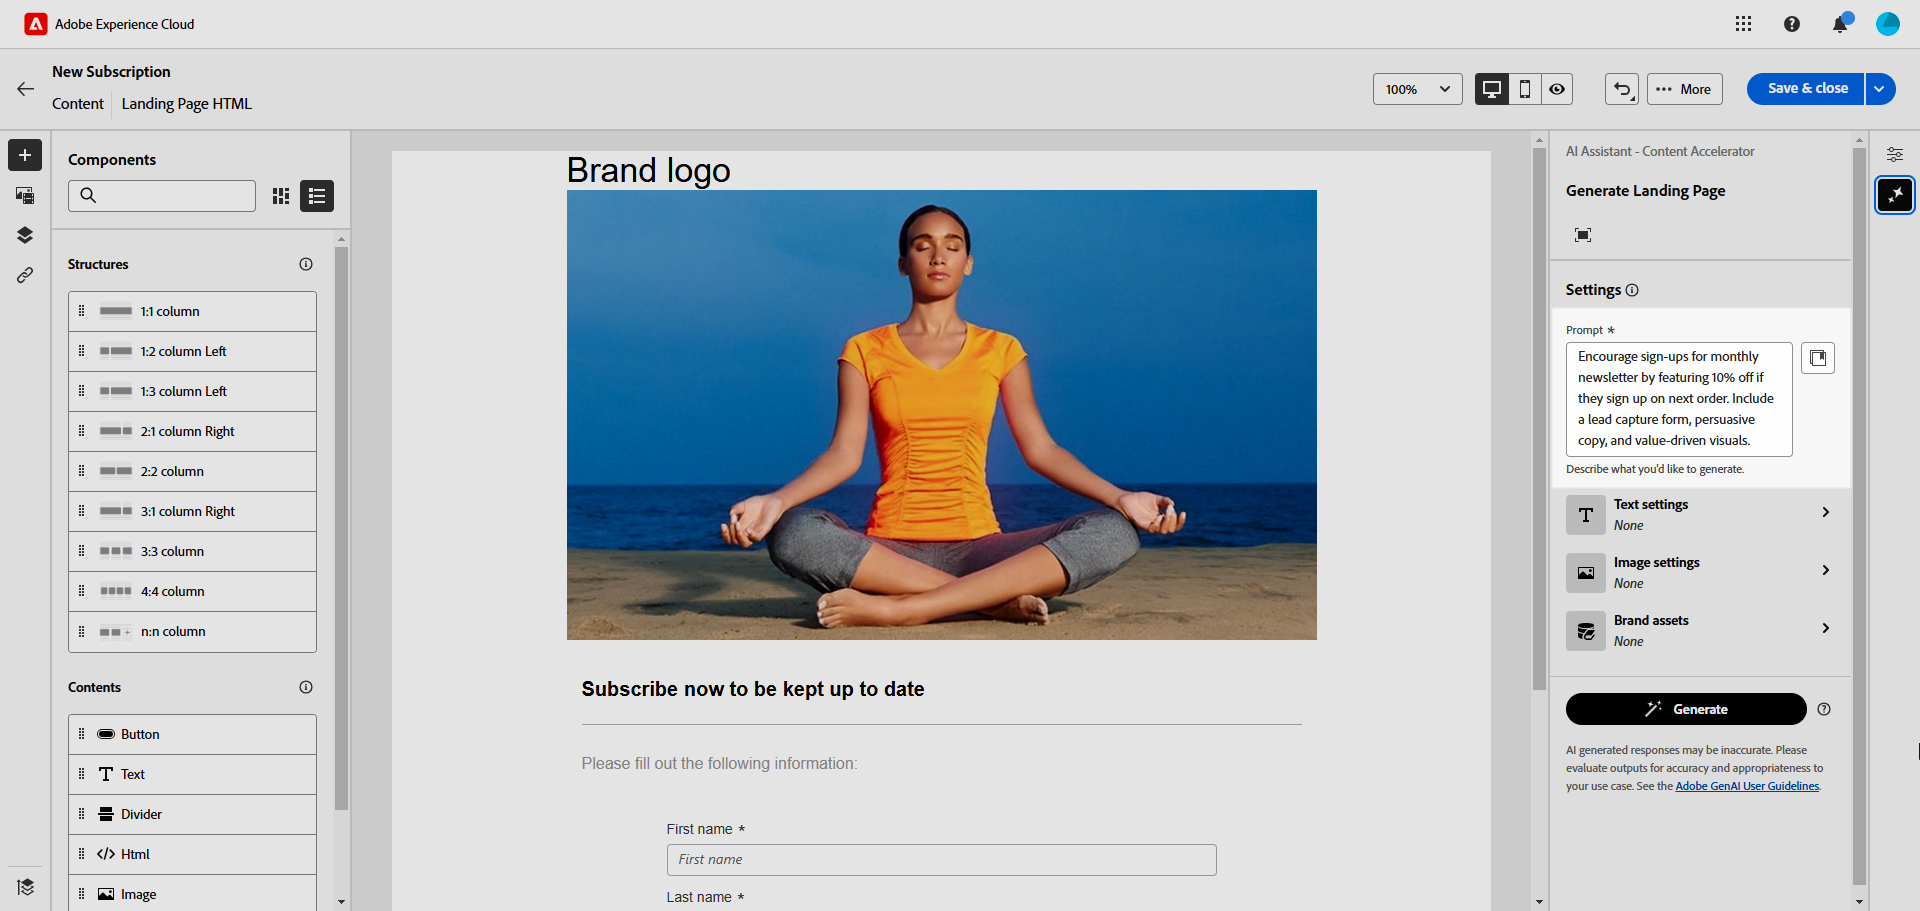 Adobe Experience Cloud
New Subscription
Content
Landing Page HTML
100%
More
Save & close
Components
Structures
1:1 column
1:2 column Left
1:3 column Left
2:1 column Right
2:2 column
3:1 column Right
3:3 column
4:4 column
n:n column
Contents
Button
Text
Divider
Html
Image
Brand logo
Subscribe now to be kept up to date
Please fill out the following information:
First name *
First name
Last name *
AI Assistant - Content Accelerator
Generate Landing Page
Settings
Prompt *
Encourage sign-ups for monthly
newsletter by featuring 10% off if
they sign up on next order. Include
a lead capture form, persuasive
copy, and value-driven visuals.
Describe what you'd like to generate.
Text settings
None
Image settings
None
Brand assets
None
Generate
AI generated responses may be inaccurate. Please
evaluate outputs for accuracy and appropriateness to
your use case. See the Adobe GenAI User Guidelines.